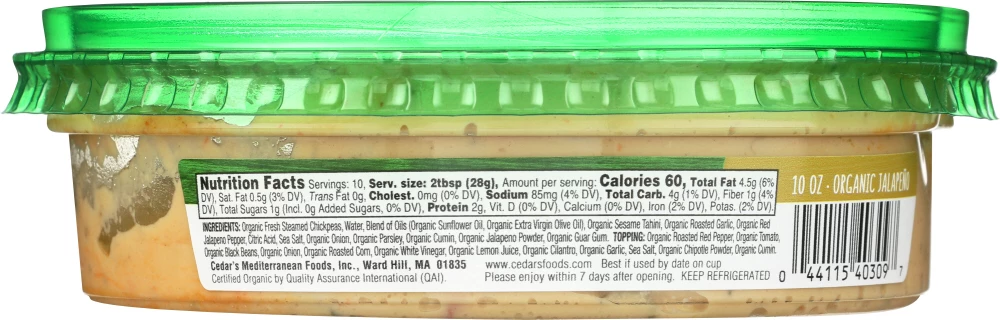 Nutrition Facts Servings: 10, Serv. size: 2tbsp (28g), Amount per serving: Calories 60, Total Fat 4.5g (6%
DV), Sat. Fat 0.5g (3% DV), Trans Fat 0g, Cholest. 0mg (0% DV), Sodium 85mg (4% DV), Total Carb. 4g (1% DV), Fiber 1g (4%
DV), Total Sugars 1g (Incl. 0g Added Sugars, 0% DV), Protein 2g, Vit. D (0% DV), Calcium (0% DV), Iron (2% DV), Potas. (2% DV).
INGREDIENTS: Organic Fresh Steamed Chickpeas, Water, Blend of Oils (Organic Sunflower Oil, Organic Extra Virgin Olive Oil), Organic Sesame Tahini, Organic Roasted Garlic, Organic Red
Jalapeno Pepper, Citric Acid, Sea Salt, Organic Onion, Organic Parsley, Organic Cumin, Organic Jalapeno Powder, Organic Guar Gum. TOPPING: Organic Roasted Red Pepper, Organic Tomato,
Organic Black Beans, Organic Onion, Organic Roasted Corn, Organic White Vinegar, Organic Lemon Juice, Organic Cilantro, Organic Garlic, Sea Salt, Organic Chipotle Powder, Organic Cumin.
Cedar's Mediterranean Foods, Inc., Ward Hill, MA 01835 www.cedarsfoods.com Best if used by date on cup
Certified Organic by Quality Assurance International (QAI). Please enjoy within 7 days after opening. KEEP REFRIGERATED
10 OZ · ORGANIC JALAPEÑO
0 44115 40309 7